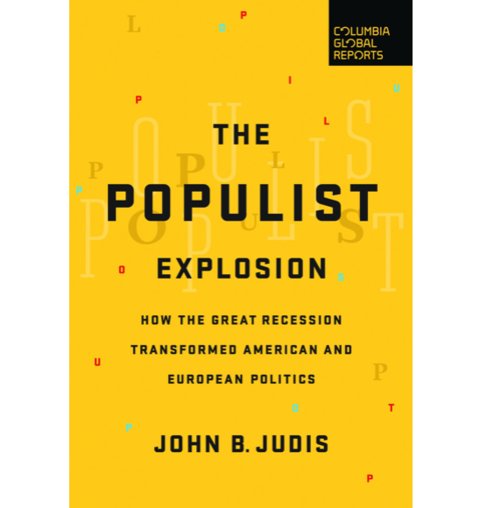 COLUMBIA
GLOBAL
REPORTS
THE
POPULIST
EXPLOSION
HOW THE GREAT RECESSION
TRANSFORMED AMERICAN AND
EUROPEAN POLITICS
JOHN B. JUDIS